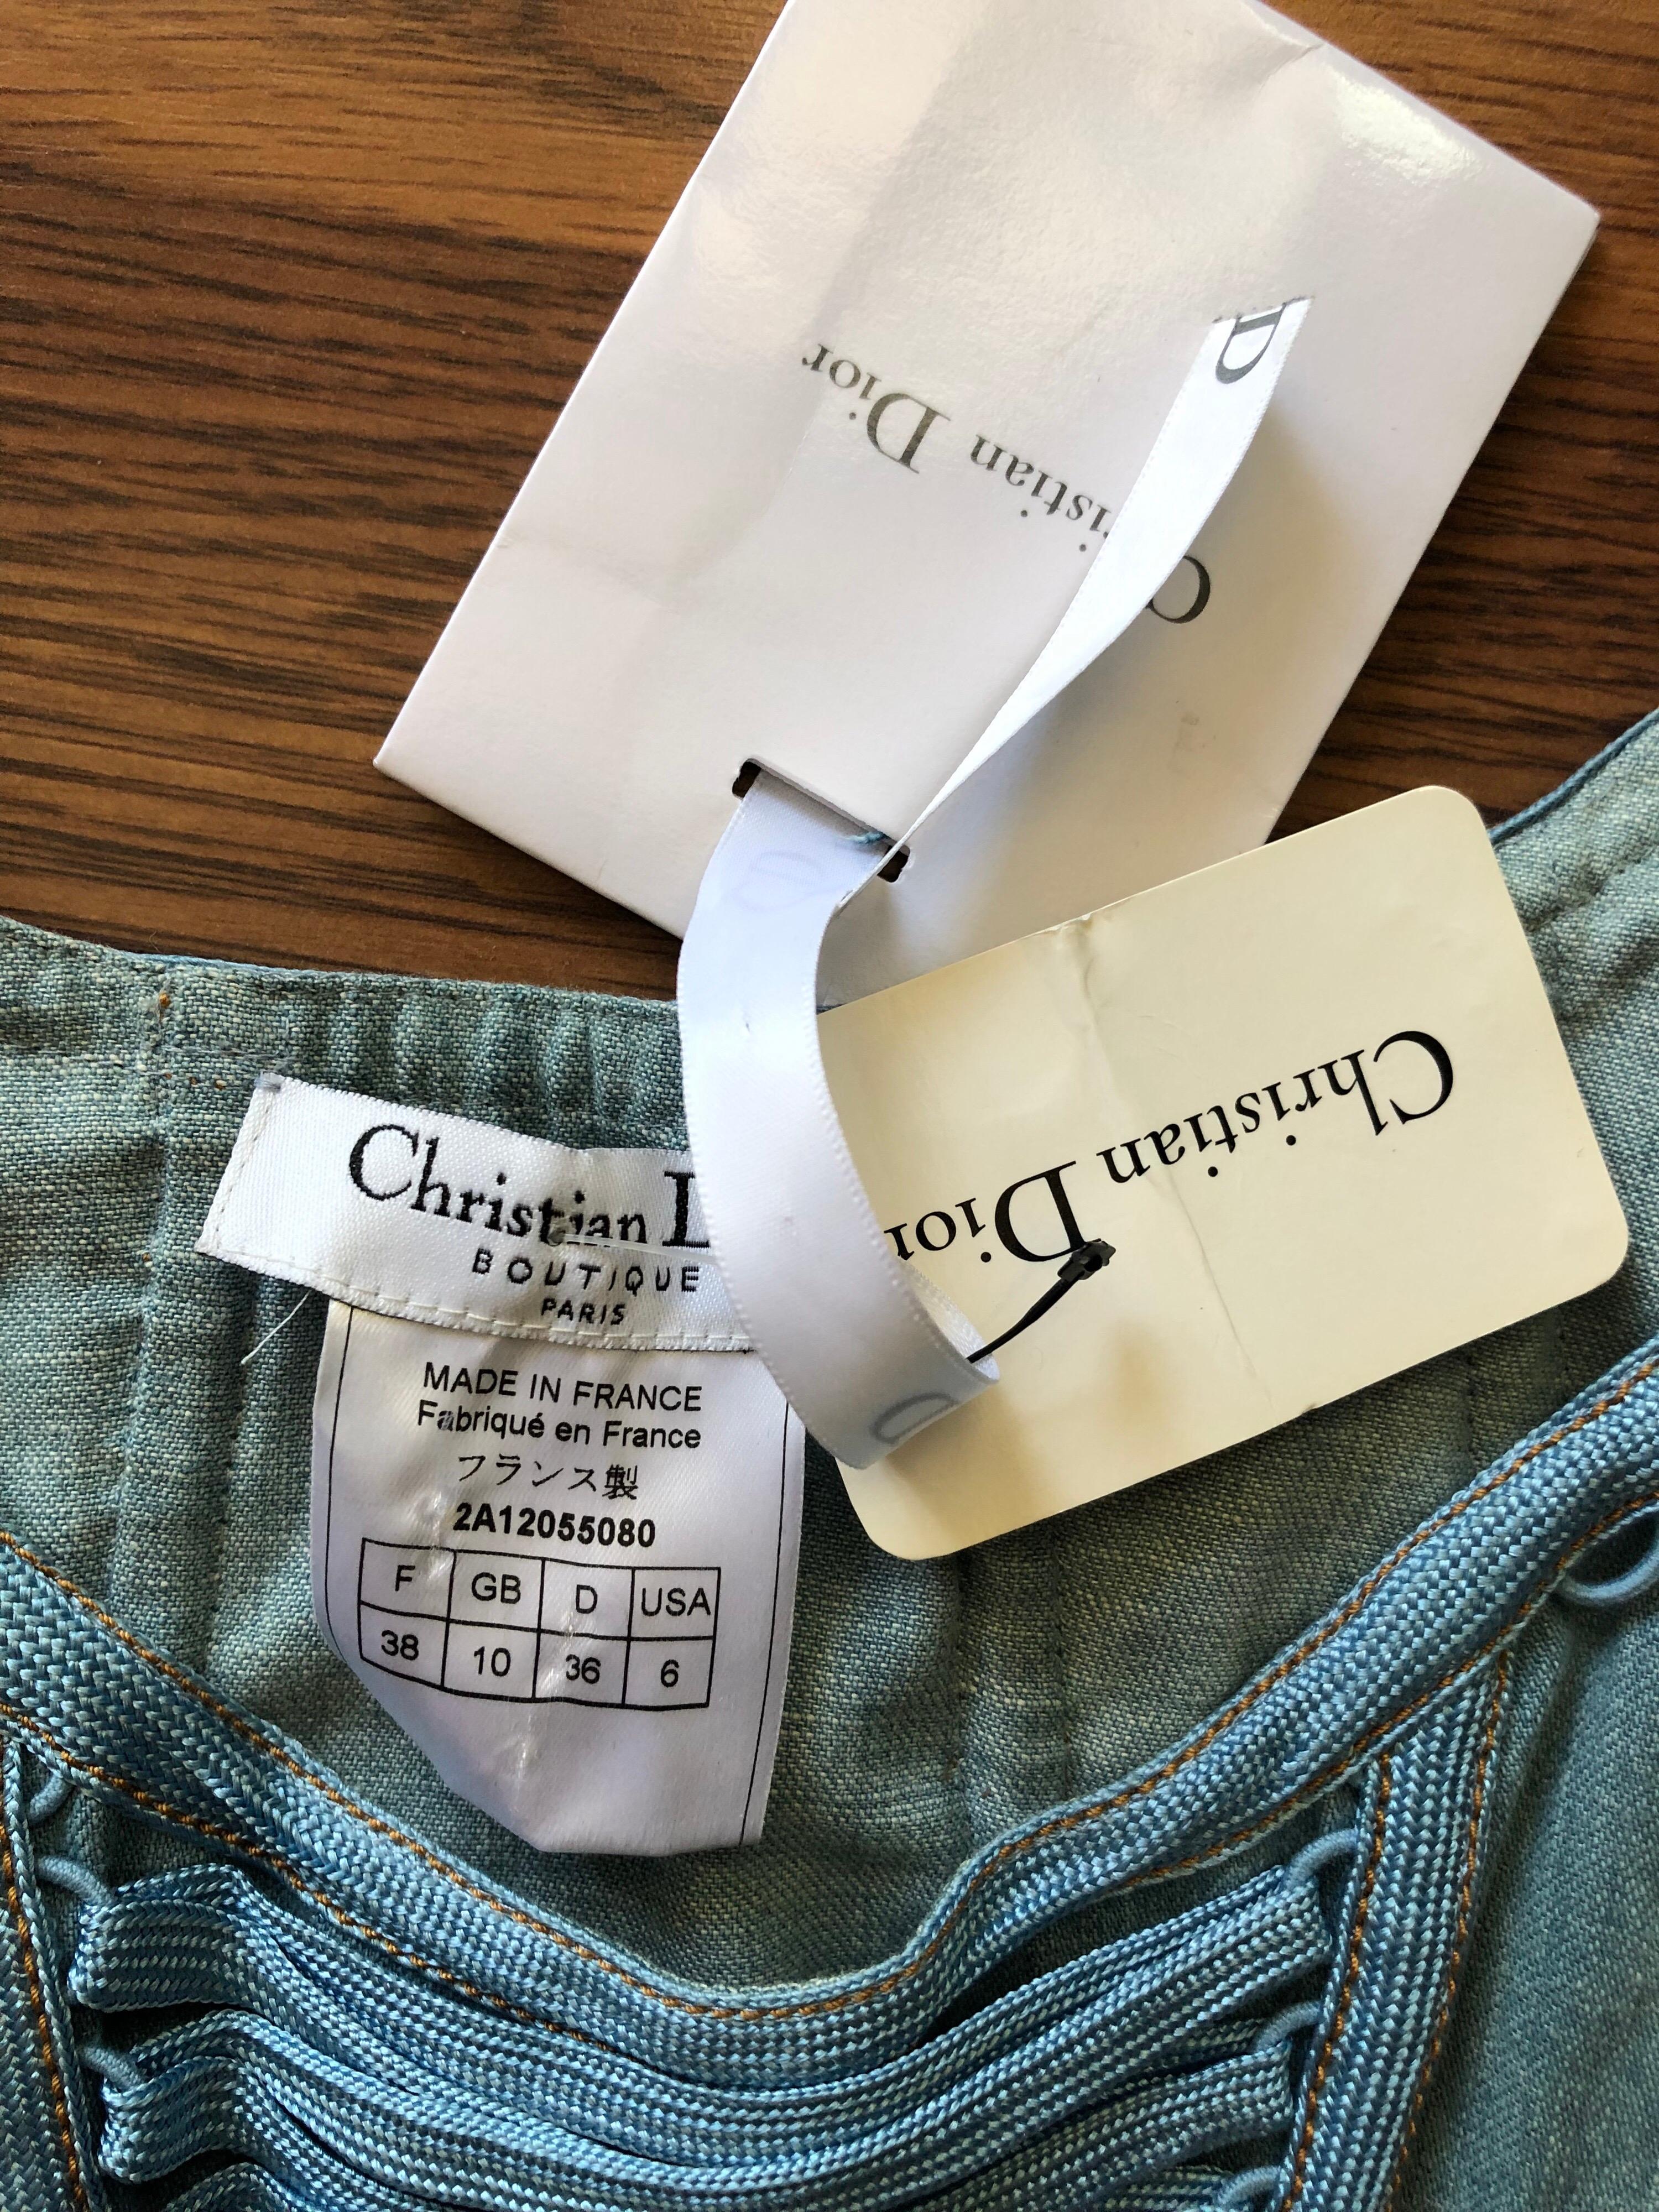 Christian Dior
D
Christian Dior
Christian D
BOUTIQUE
PARIS
MADE IN FRANCE
Fabriqué en France
フランス製
2A12055080
F GB D USA
38 10 36 6
D